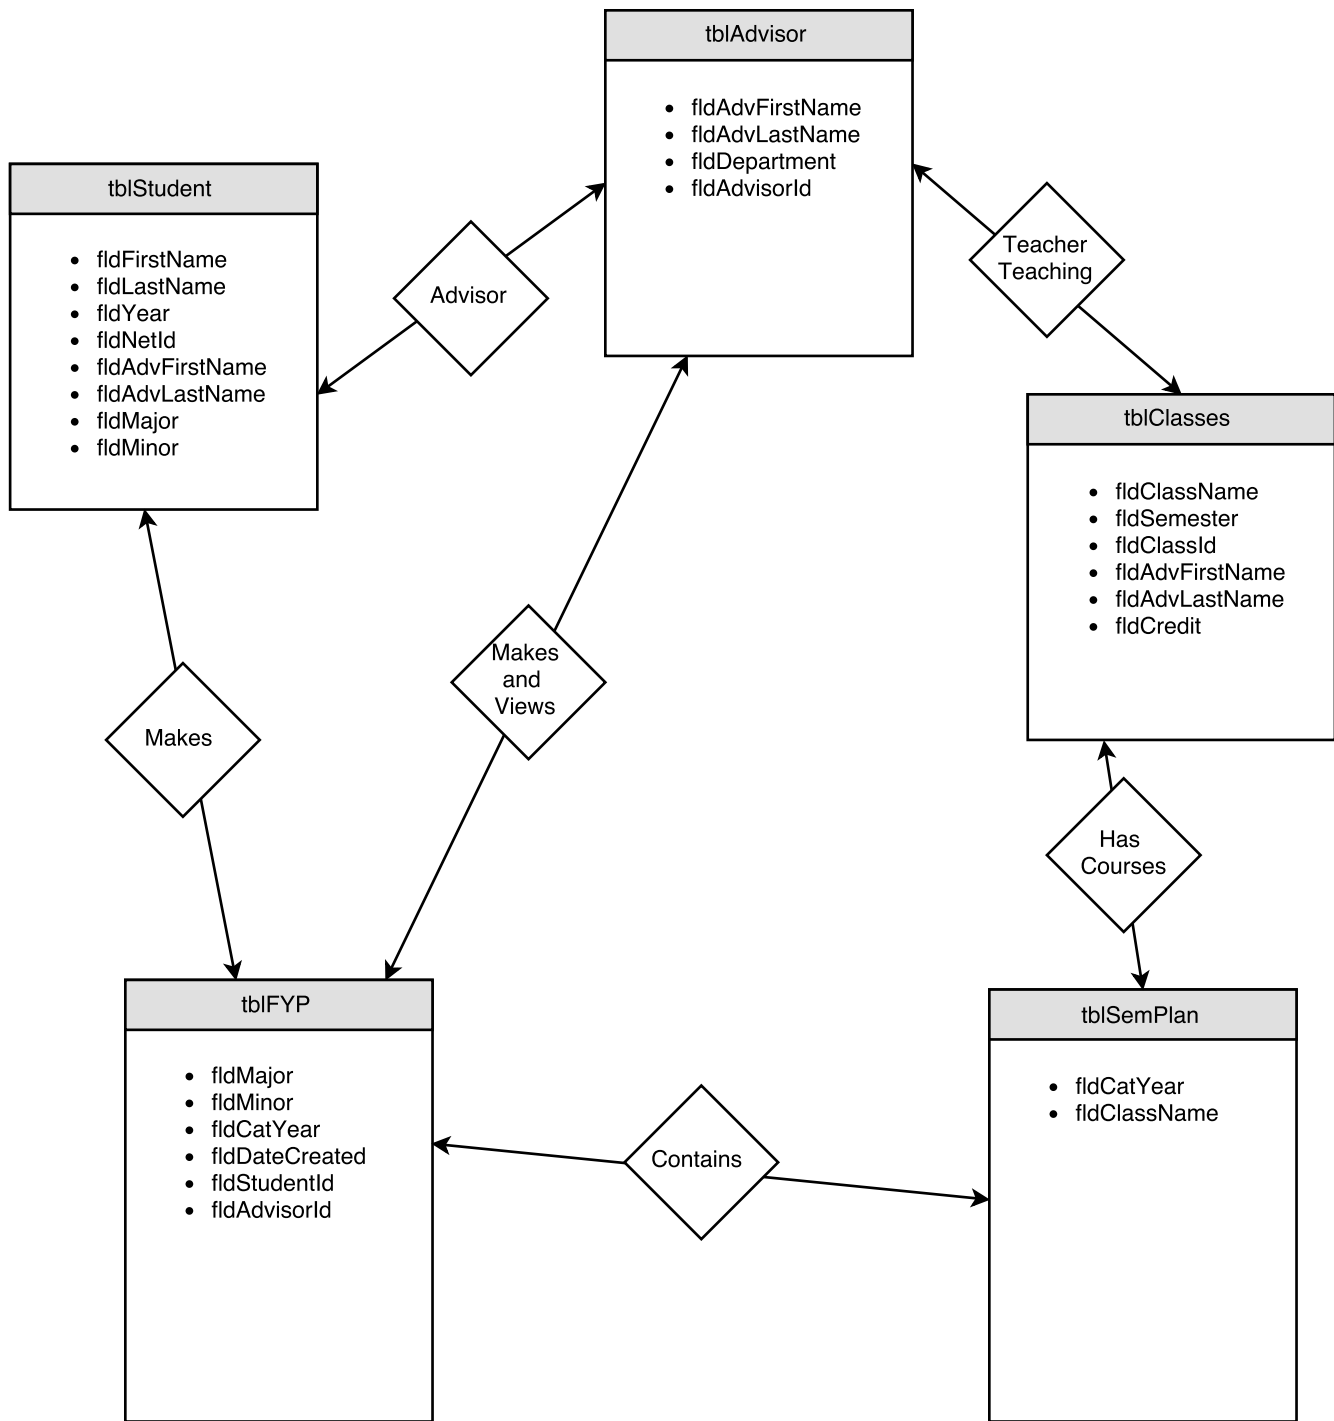 tblAdvisor
fldAdvFirstName
fldAdvLastName
fldDepartment
fldAdvisorId
tblStudent
fldFirstName
fldLastName
fldYear
fldNetId
fldAdvFirstName
fldAdvLastName
fldMajor
fldMinor
Advisor
Teacher
Teaching
tblClasses
fldClassName
fldSemester
fldClassId
fldAdvFirstName
fldAdvLastName
fldCredit
Makes
and
Views
Makes
Has
Courses
tblFYP
fldMajor
fldMinor
fldCatYear
fldDateCreated
fldStudentId
fldAdvisorId
Contains
tblSemPlan
fldCatYear
fldClassName